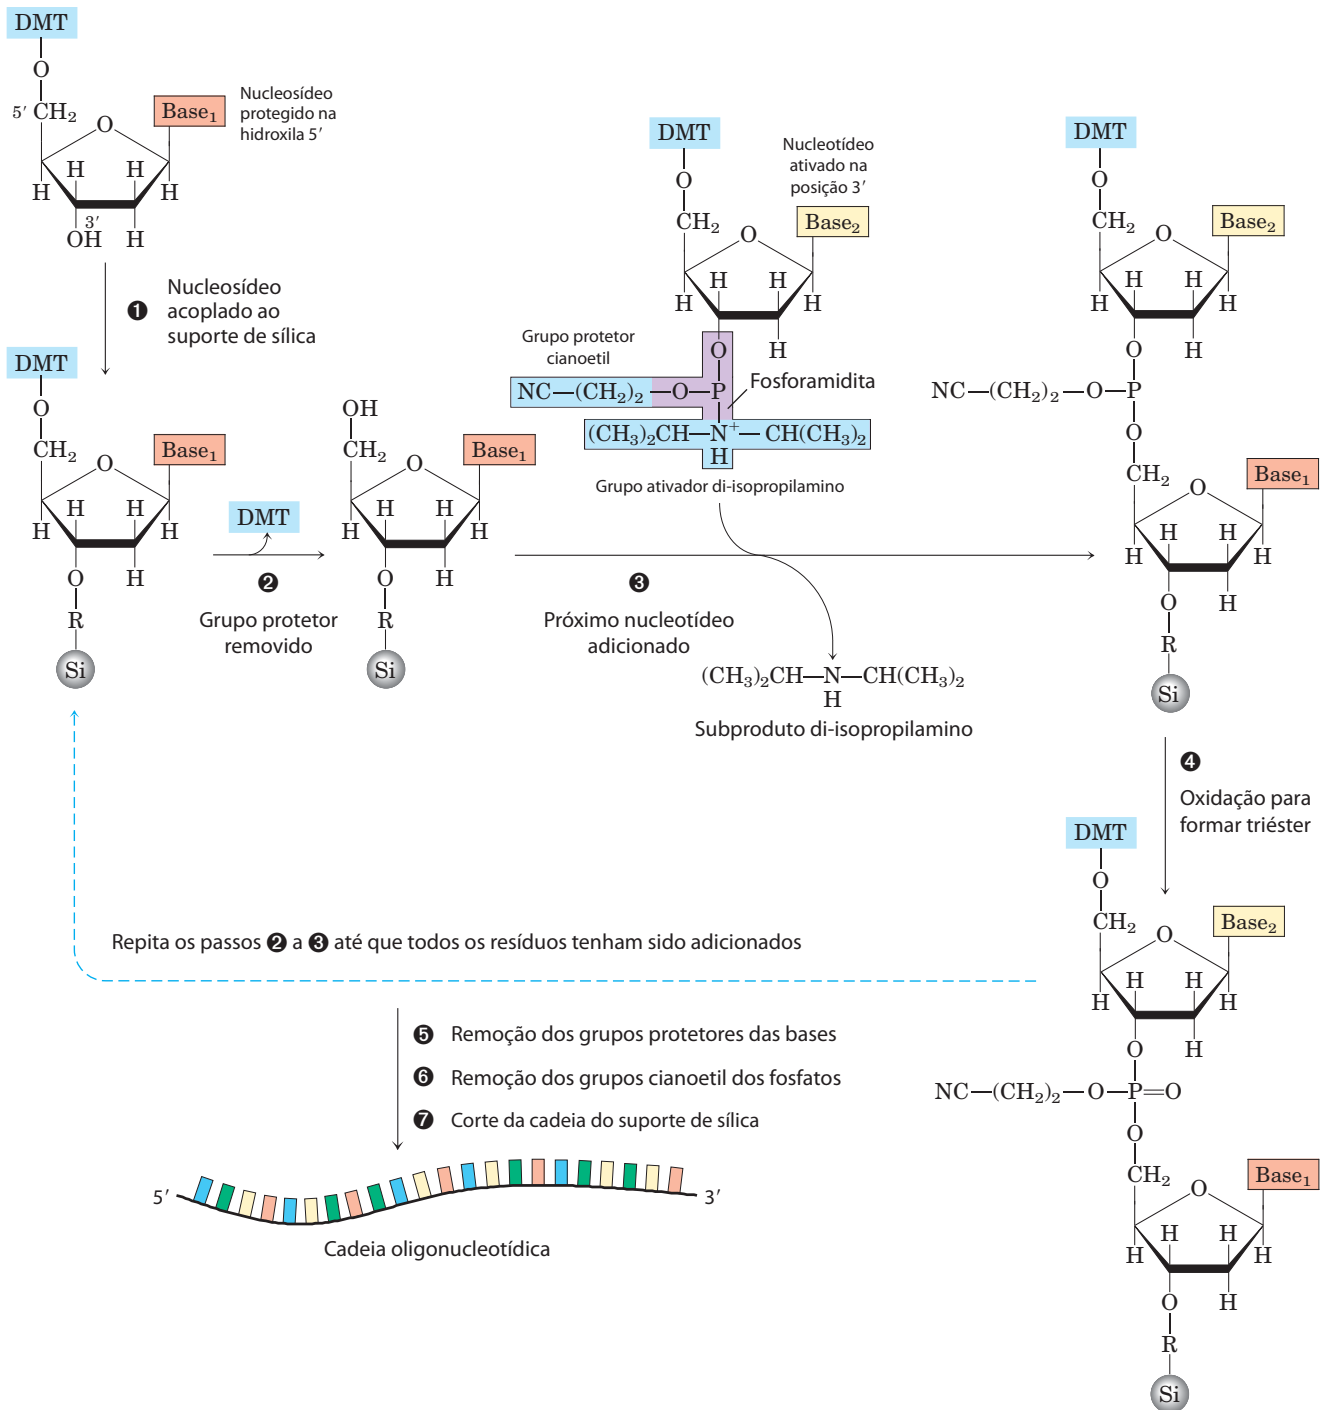 DMT
O
5′ CH₂
O
Base₁
Nucleosídeo
protegido na
hidroxila 5′
H H
H H
3′
OH H
❶ Nucleosídeo
acoplado ao
suporte de sílica
DMT
O
CH₂
O
Base₁
H H
H H
O H
R
Si
DMT
❷
Grupo protetor
removido
OH
CH₂
O
Base₁
H H
H H
O H
R
Si
DMT
O
CH₂
O
Base₂
Nucleotídeo
ativado na
posição 3′
H H
H H
H
Grupo protetor
cianoetil
O
NC—(CH₂)₂—O—P
Fosforamidita
(CH₃)₂CH—N⁺—CH(CH₃)₂
H
Grupo ativador di-isopropilamino
❸
Próximo nucleotídeo
adicionado
(CH₃)₂CH—N—CH(CH₃)₂
H
Subproduto di-isopropilamino
DMT
O
CH₂
O
Base₂
H H
H H
O H
NC—(CH₂)₂—O—P
O
CH₂
O
Base₁
H H
H H
O H
R
Si
❹
Oxidação para
formar triéster
DMT
O
CH₂
O
Base₂
H H
H H
O H
NC—(CH₂)₂—O—P=O
O
CH₂
O
Base₁
H H
H H
O H
R
Si
Repita os passos ❷ a ❸ até que todos os resíduos tenham sido adicionados
❺ Remoção dos grupos protetores das bases
❻ Remoção dos grupos cianoetil dos fosfatos
❼ Corte da cadeia do suporte de sílica
5′ 3′
Cadeia oligonucleotídica